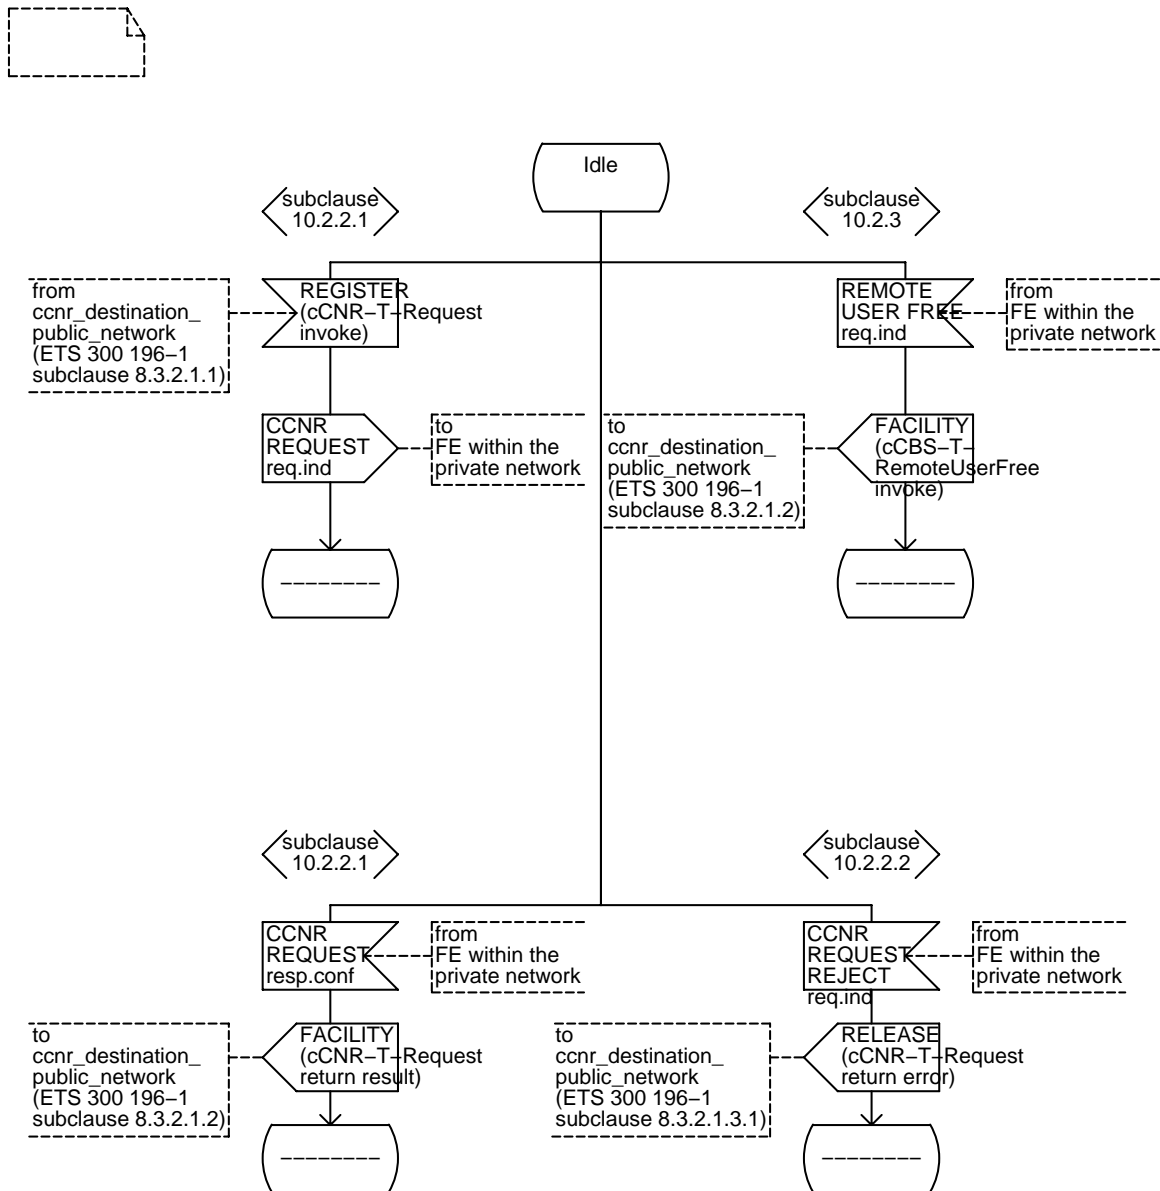 Idle
subclause
10.2.2.1
subclause
10.2.3
from
ccnr_destination_
public_network
(ETS 300 196−1
subclause 8.3.2.1.1)
REGISTER
(cCNR−T−Request
invoke)
REMOTE
USER FREE
req.ind
from
FE within the
private network
CCNR
REQUEST
req.ind
to
FE within the
private network
to
ccnr_destination_
public_network
(ETS 300 196−1
subclause 8.3.2.1.2)
FACILITY
(cCBS−T−
RemoteUserFree
invoke)
−−−−−−−−
−−−−−−−−
subclause
10.2.2.1
subclause
10.2.2.2
CCNR
REQUEST
resp.conf
from
FE within the
private network
CCNR
REQUEST
REJECT
req.ind
from
FE within the
private network
to
ccnr_destination_
public_network
(ETS 300 196−1
subclause 8.3.2.1.2)
FACILITY
(cCNR−T−Request
return result)
to
ccnr_destination_
public_network
(ETS 300 196−1
subclause 8.3.2.1.3.1)
RELEASE
(cCNR−T−Request
return error)
−−−−−−−−
−−−−−−−−